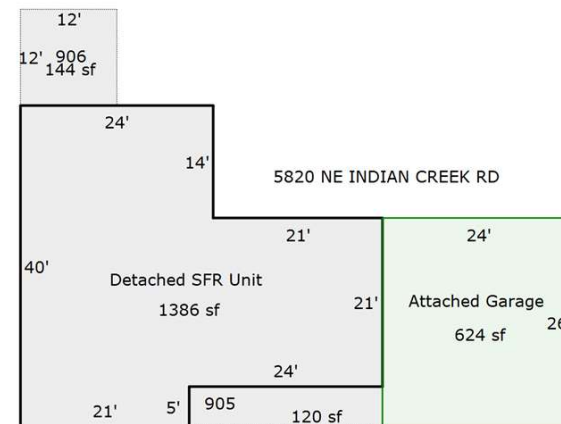 12'
12' 906
144 sf
24'
14'
5820 NE INDIAN CREEK RD
21'
24'
40'
Detached SFR Unit
1386 sf
21'
Attached Garage
624 sf
26
24'
21'
5'
905
120 sf